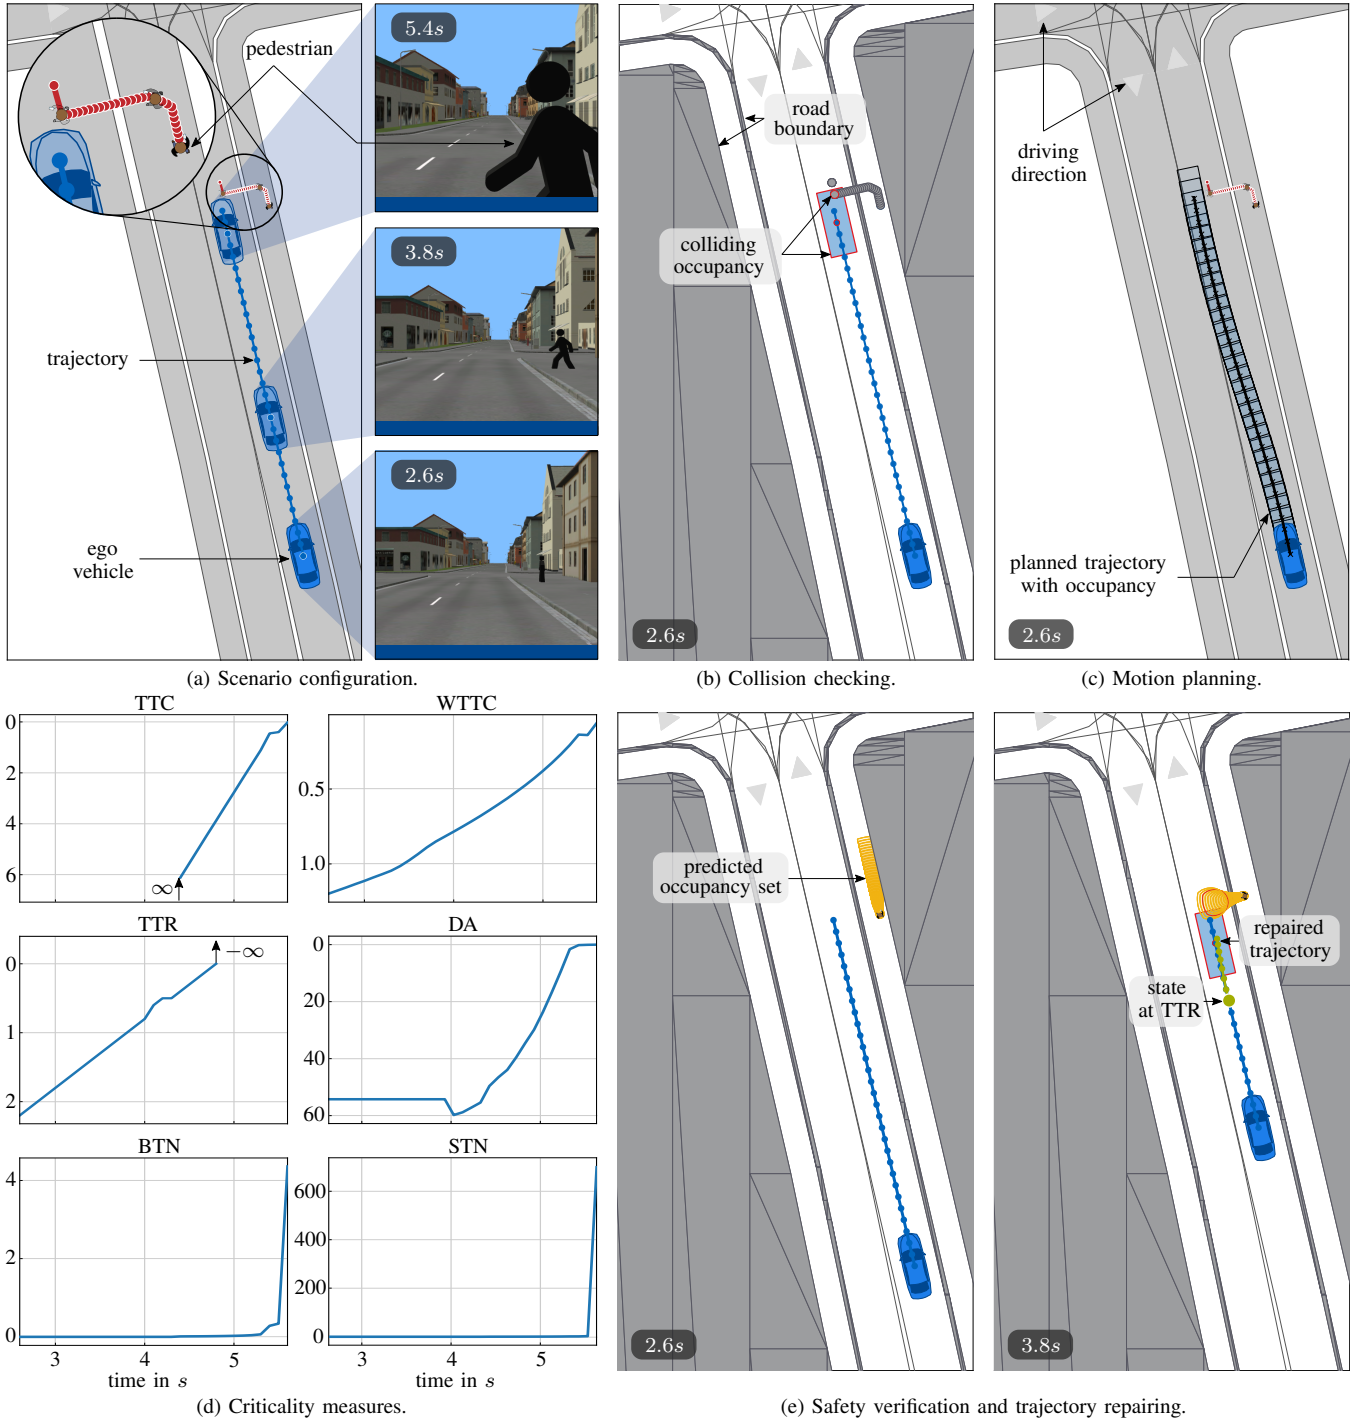 pedestrian
5.4s
3.8s
trajectory
2.6s
ego
vehicle
(a) Scenario configuration.
road
boundary
colliding
occupancy
2.6s
(b) Collision checking.
driving
direction
planned trajectory
with occupancy
2.6s
(c) Motion planning.
TTC
0
2
4
6
∞
WTTC
0.5
1.0
TTR
0
1
2
−∞
DA
0
20
40
60
BTN
4
2
0
3 4 5
time in s
STN
600
400
200
0
3 4 5
time in s
(d) Criticality measures.
predicted
occupancy set
2.6s
repaired
trajectory
state
at TTR
3.8s
(e) Safety verification and trajectory repairing.